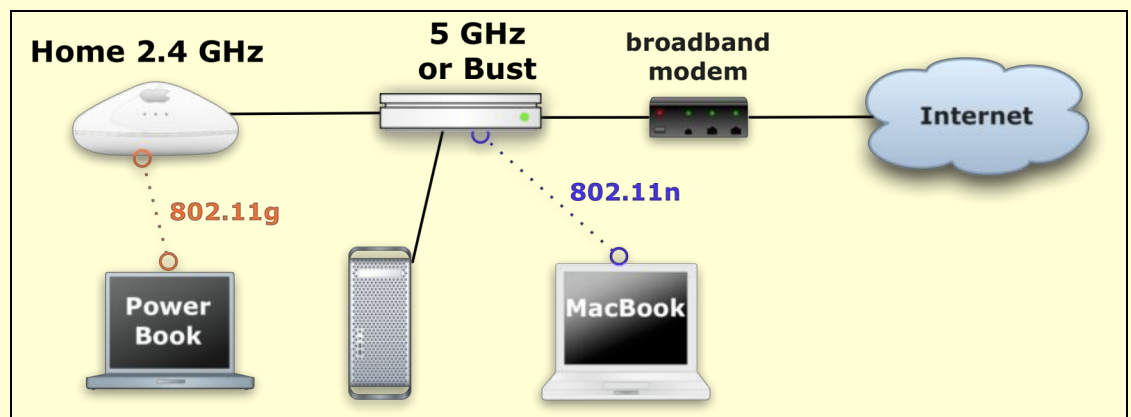 Home 2.4 GHz
5 GHz
or Bust
broadband
modem
Internet
802.11g
802.11n
Power
Book
MacBook